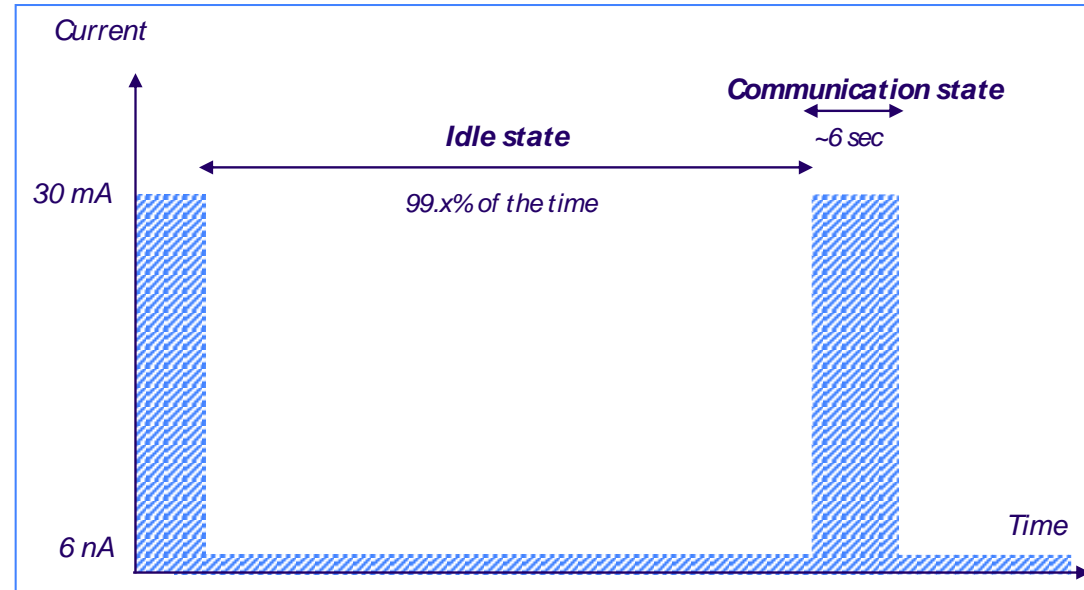 Current
Communication state
~6 sec
Idle state
99.x% of the time
30 mA
6 nA
Time